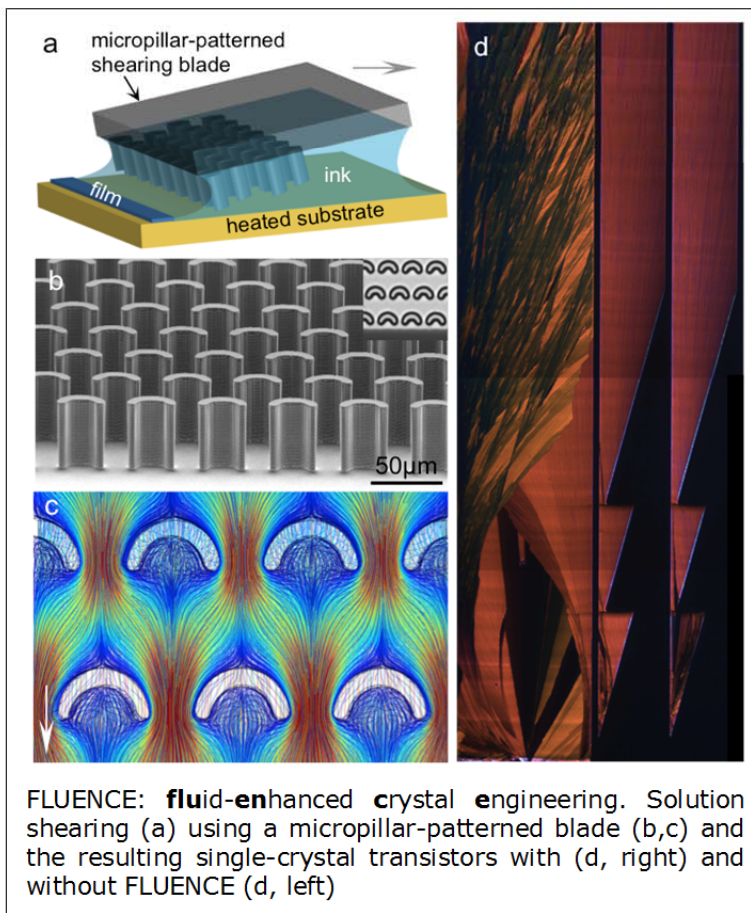 a
micropillar-patterned
shearing blade
film
ink
heated substrate
b
50μm
c
d
FLUENCE: fluid-enhanced crystal engineering. Solution
shearing (a) using a micropillar-patterned blade (b,c) and
the resulting single-crystal transistors with (d, right) and
without FLUENCE (d, left)